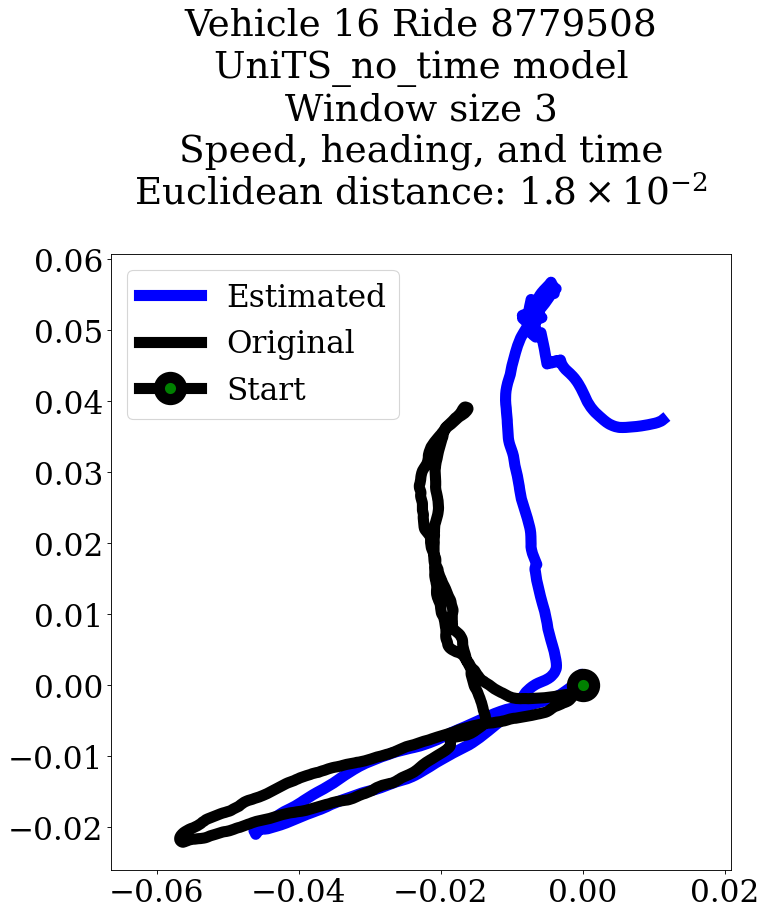 Vehicle 16 Ride 8779508
UniTS_no_time model
Window size 3
Speed, heading, and time
Euclidean distance: 1.8 × 10⁻²
Estimated
Original
Start
0.06
0.05
0.04
0.03
0.02
0.01
0.00
−0.01
−0.02
−0.06 −0.04 −0.02 0.00 0.02